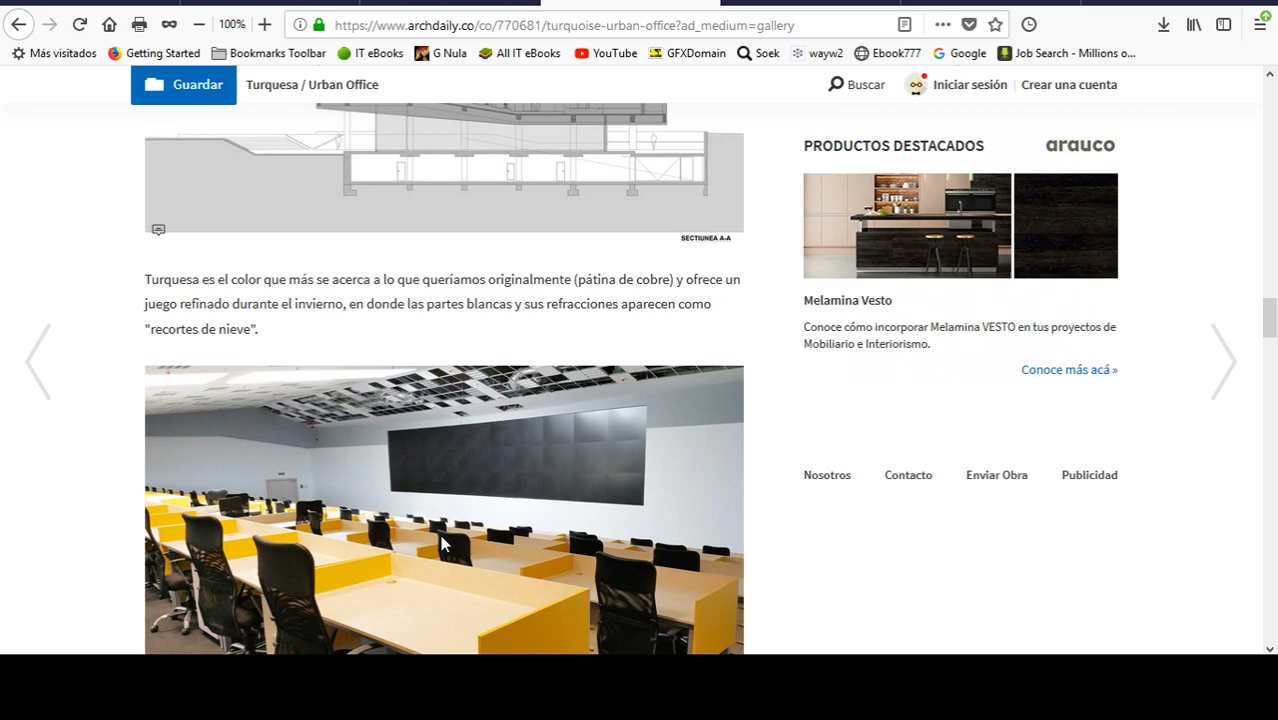 100%
https://www.archdaily.co/co/770681/turquoise-urban-office?ad_medium=gallery
Más visitados
Getting Started
Bookmarks Toolbar
IT eBooks
G Nula
All IT eBooks
YouTube
GFXDomain
Soek
wayw2
Ebook777
Google
Job Search - Millions o...
Guardar
Turquesa / Urban Office
Buscar
Iniciar sesión
Crear una cuenta
SECTIUNEA A-A
Turquesa es el color que más se acerca a lo que queríamos originalmente (pátina de cobre) y ofrece un
juego refinado durante el invierno, en donde las partes blancas y sus refracciones aparecen como
"recortes de nieve".
PRODUCTOS DESTACADOS
arauco
Melamina Vesto
Conoce cómo incorporar Melamina VESTO en tus proyectos de
Mobiliario e Interiorismo.
Conoce más acá »
Nosotros
Contacto
Enviar Obra
Publicidad